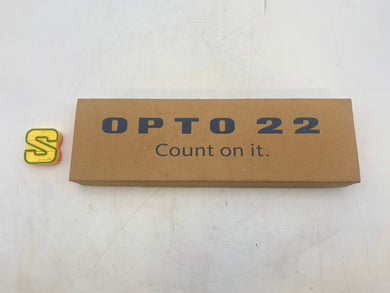 OPTO 22
Count on it.
S